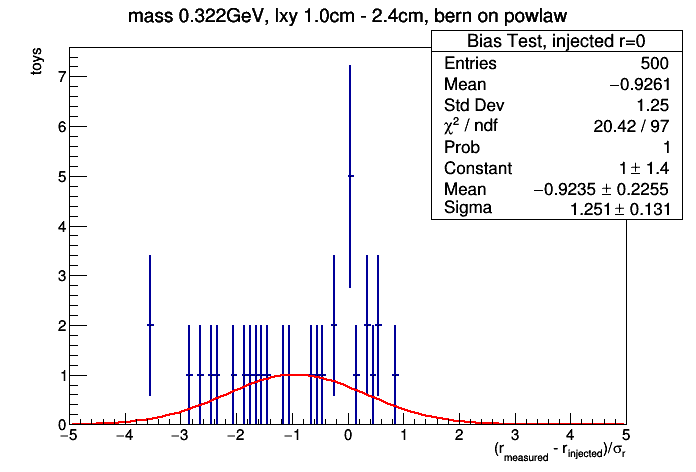 mass 0.322GeV, lxy 1.0cm - 2.4cm, bern on powlaw
Bias Test, injected r=0
Entries 500
Mean −0.9261
Std Dev 1.25
χ² / ndf 20.42 / 97
Prob 1
Constant 1 ± 1.4
Mean −0.9235 ± 0.2255
Sigma 1.251 ± 0.131
toys
7
6
5
4
3
2
1
0
−5 −4 −3 −2 −1 0 1 2 3 4 5
(r_measured - r_injected)/σ_r